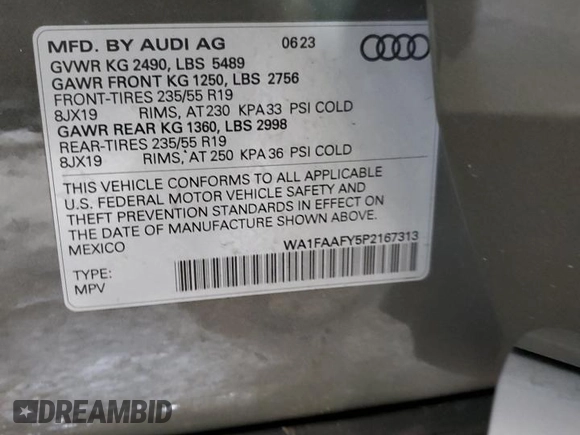 MFD. BY AUDI AG 06 23
GVWR KG 2490, LBS 5489
GAWR FRONT KG 1250, LBS 2756
FRONT-TIRES 235/55 R19
8JX19 RIMS, AT 230 KPA 33 PSI COLD
GAWR REAR KG 1360, LBS 2998
REAR-TIRES 235/55 R19
8JX19 RIMS, AT 250 KPA 36 PSI COLD
THIS VEHICLE CONFORMS TO ALL APPLICABLE
U.S. FEDERAL MOTOR VEHICLE SAFETY AND
THEFT PREVENTION STANDARDS IN EFFECT ON
THE DATE OF MANUFACTURE SHOWN ABOVE.
MEXICO
WA1FAAFY5P2167313
TYPE:
MPV
DREAMBID